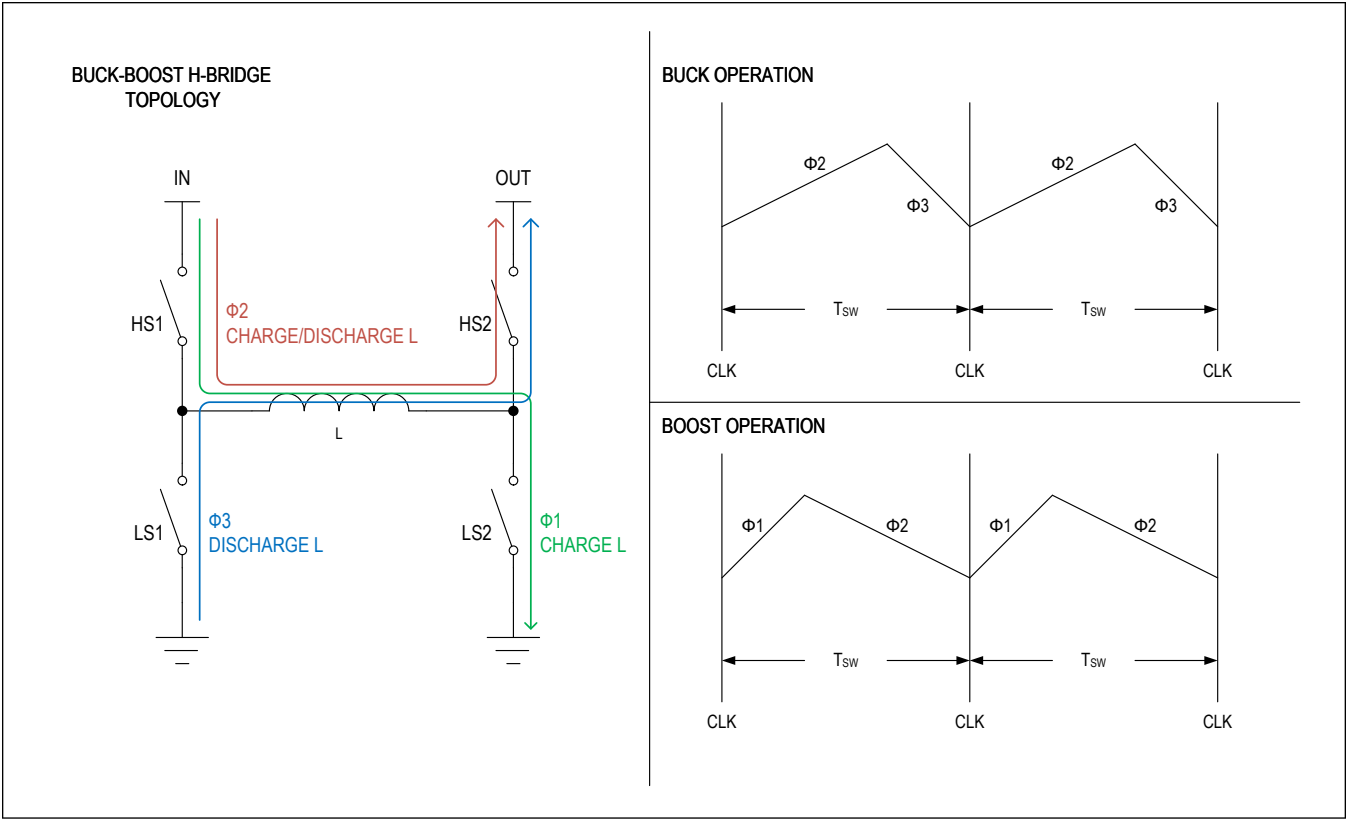 BUCK-BOOST H-BRIDGE
TOPOLOGY
IN
OUT
HS1
HS2
Φ2
CHARGE/DISCHARGE L
L
LS1
LS2
Φ3
DISCHARGE L
Φ1
CHARGE L
BUCK OPERATION
Φ2
Φ3
Φ2
Φ3
TSW
TSW
CLK
CLK
CLK
BOOST OPERATION
Φ1
Φ2
Φ1
Φ2
TSW
TSW
CLK
CLK
CLK